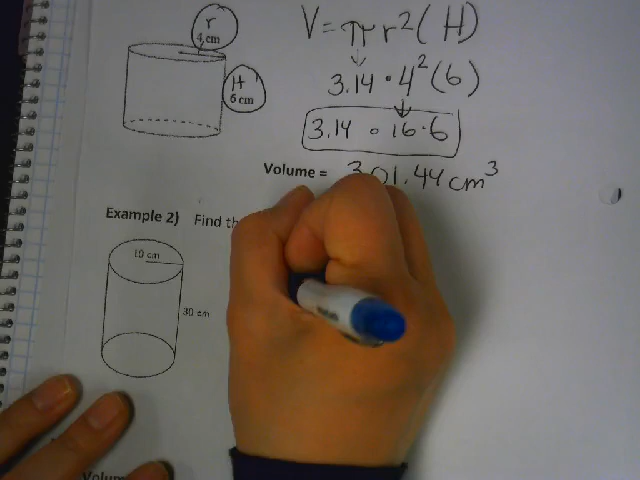 r
4 cm
V = π r²( H )
H
6 cm
3.14 · 4²(6)
3.14 · 16 · 6
Volume = 301.44 cm³
Example 2) Find th
10 cm
30 cm
Volum